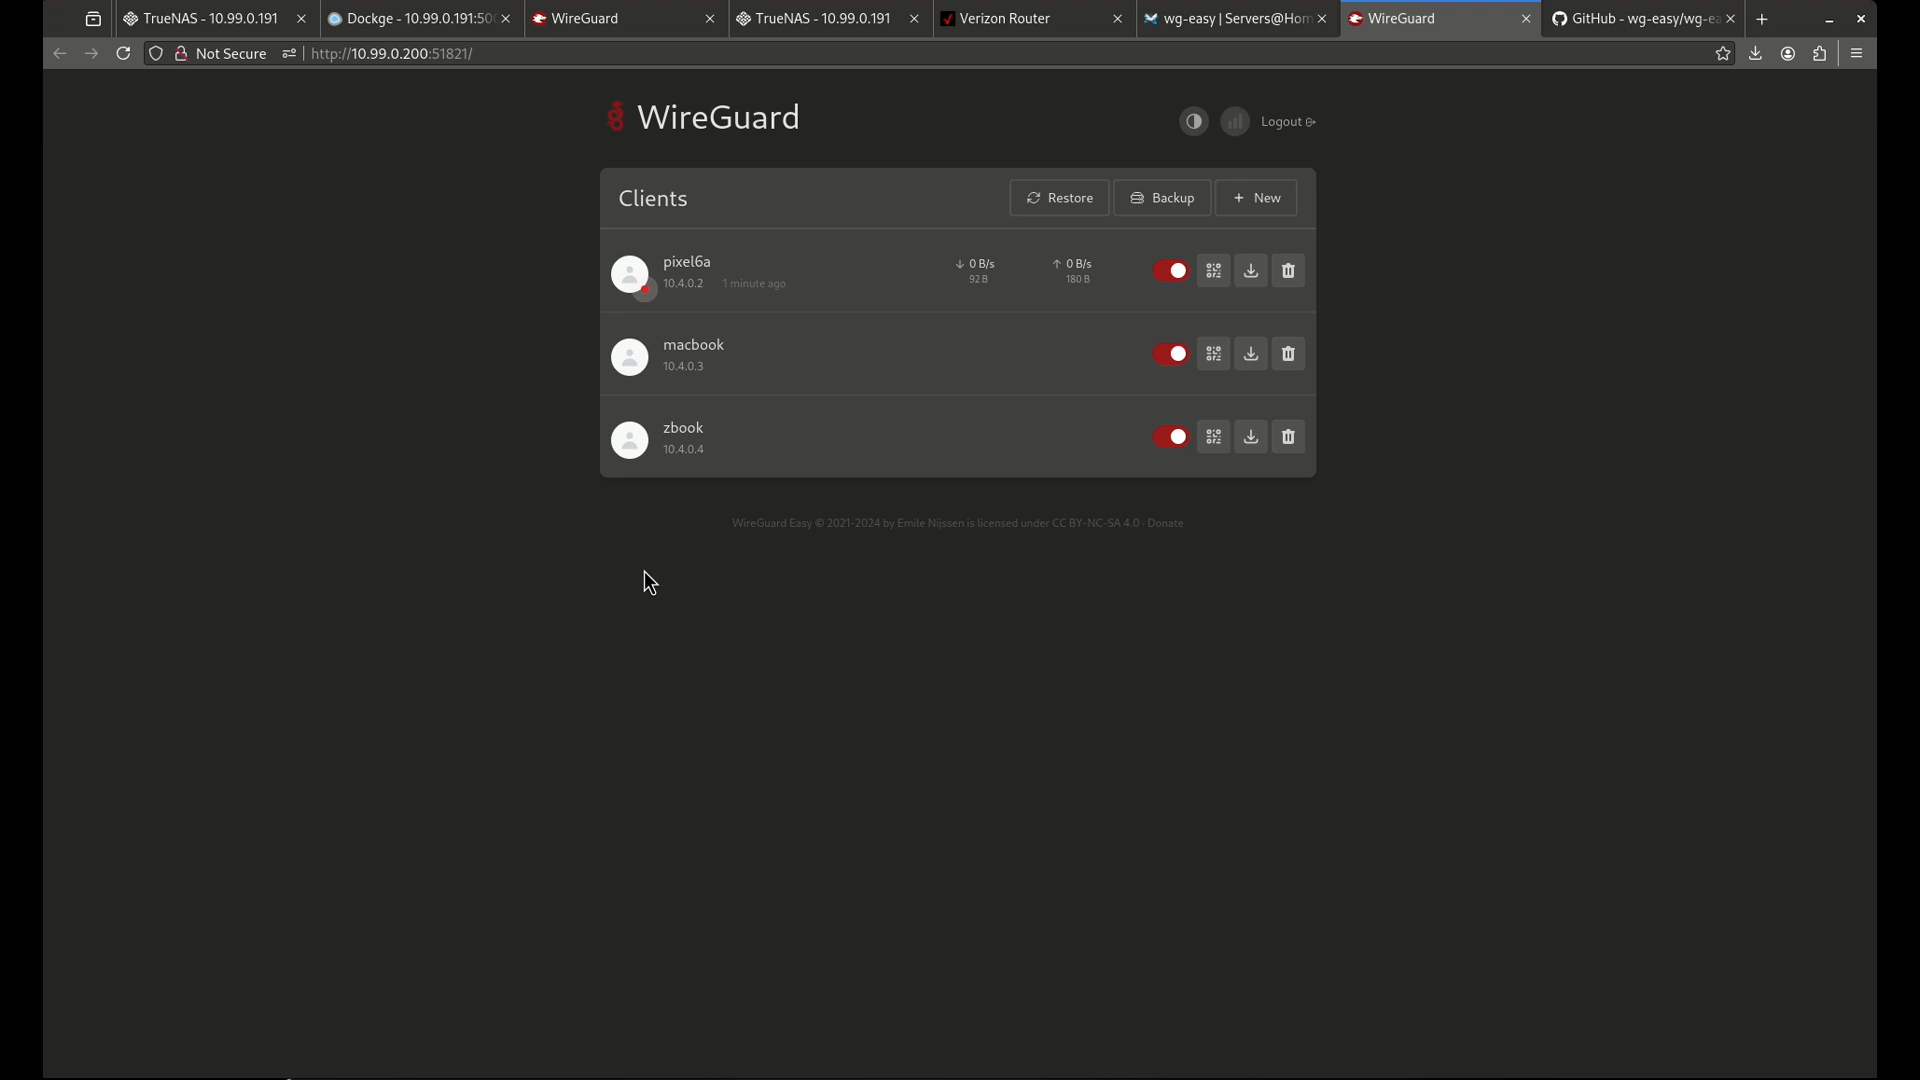 TrueNAS - 10.99.0.191
Dockge - 10.99.0.191:50
WireGuard
TrueNAS - 10.99.0.191
Verizon Router
wg-easy | Servers@Hom
WireGuard
GitHub - wg-easy/wg-ea
Not Secure
http://10.99.0.200:51821/
WireGuard
Logout
Clients
Restore
Backup
New
pixel6a
10.4.0.2 1 minute ago
↓ 0 B/s
92 B
↑ 0 B/s
180 B
macbook
10.4.0.3
zbook
10.4.0.4
WireGuard Easy © 2021-2024 by Emile Nijssen is licensed under CC BY-NC-SA 4.0 · Donate